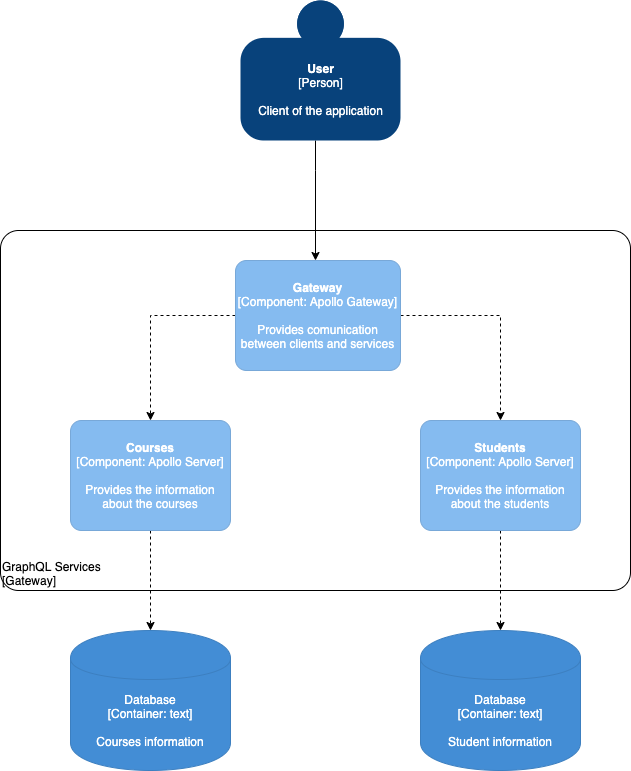 User
[Person]
Client of the application
Gateway
[Component: Apollo Gateway]
Provides comunication
between clients and services
Courses
[Component: Apollo Server]
Provides the information
about the courses
Students
[Component: Apollo Server]
Provides the information
about the students
GraphQL Services
[Gateway]
Database
[Container: text]
Courses information
Database
[Container: text]
Student information